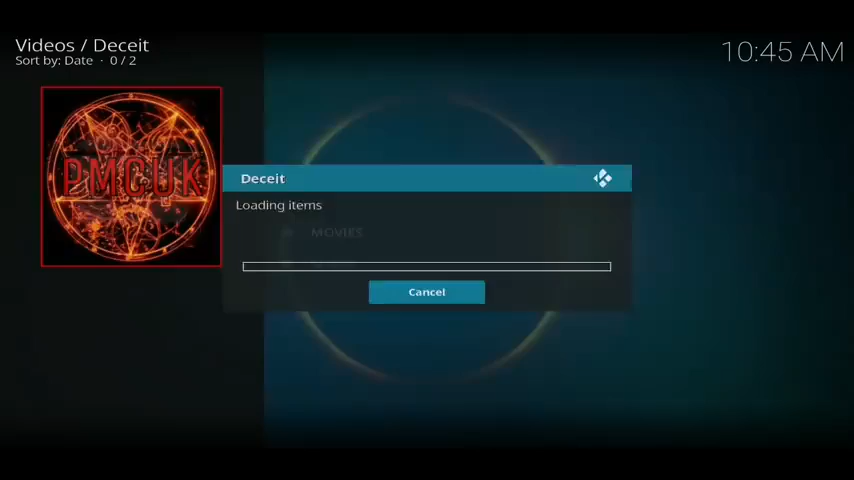 Videos / Deceit
Sort by: Date · 0 / 2
10:45 AM
PMCUK
Deceit
Loading items
MOVIES
Cancel